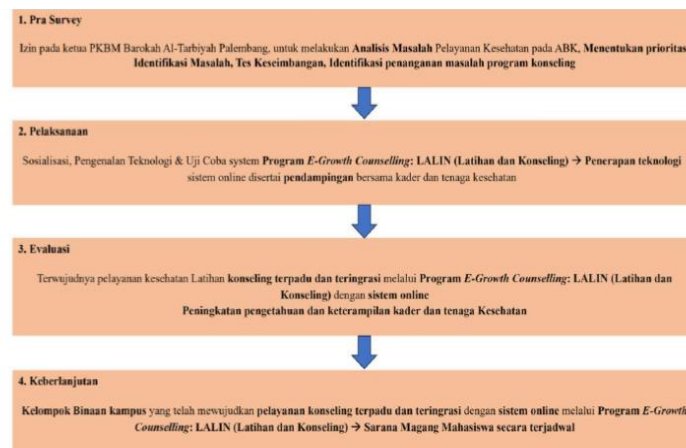 1. Pra Survey
Izin pada ketua PKBM Barokah Al-Tarbiyah Palembang, untuk melakukan Analisis Masalah Pelayanan Kesehatan pada ABK, Menentukan prioritas
Identifikasi Masalah, Tes Keseimbangan, Identifikasi penanganan masalah program konseling
2. Pelaksanaan
Sosialisasi, Pengenalan Teknologi & Uji Coba system Program E-Growth Counselling: LALIN (Latihan dan Konseling) → Penerapan teknologi
sistem online disertai pendampingan bersama kader dan tenaga kesehatan
3. Evaluasi
Terwujudnya pelayanan kesehatan Latihan konseling terpadu dan teringrasi melalui Program E-Growth Counselling: LALIN (Latihan dan
Konseling) dengan sistem online
Peningkatan pengetahuan dan keterampilan kader dan tenaga Kesehatan
4. Keberlanjutan
Kelompok Binaan kampus yang telah mewujudkan pelayanan konseling terpadu dan teringrasi dengan sistem online melalui Program E-Growth
Counselling: LALIN (Latihan dan Konseling) → Sarana Magang Mahasiswa secara terjadwal